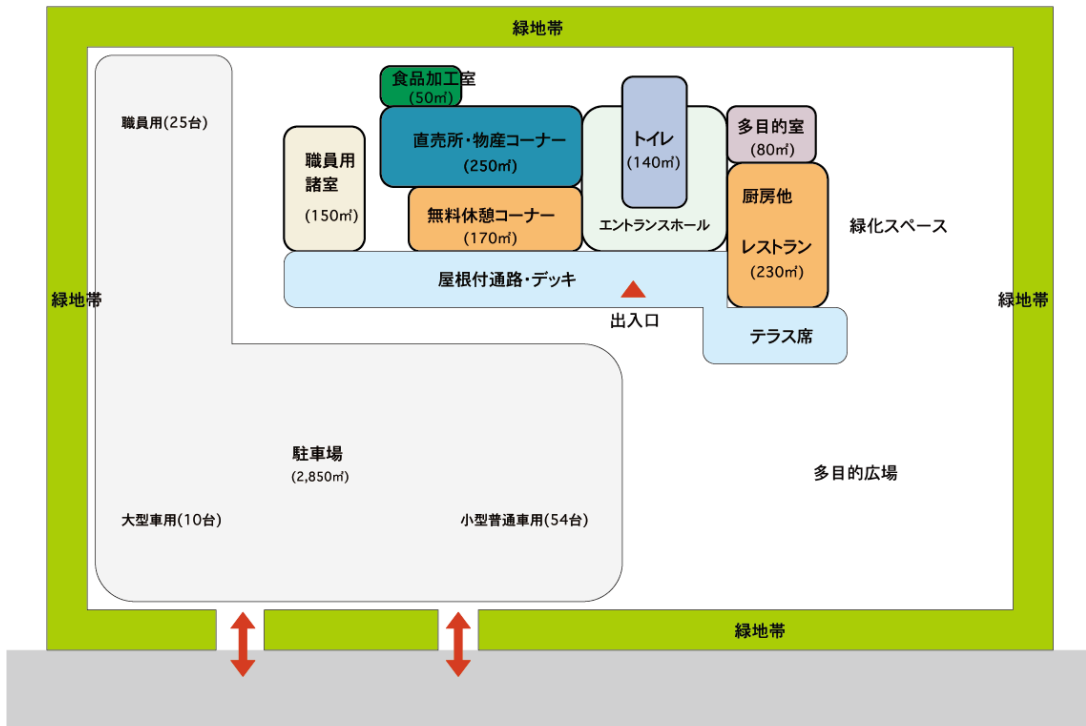 緑地帯
食品加工室
(50㎡)
職員用(25台)
直売所・物産コーナー
(250㎡)
トイレ
(140㎡)
多目的室
(80㎡)
職員用
諸室
(150㎡)
無料休憩コーナー
(170㎡)
エントランスホール
厨房他
レストラン
(230㎡)
緑化スペース
屋根付通路・デッキ
緑地帯
緑地帯
出入口
テラス席
駐車場
(2,850㎡)
多目的広場
大型車用(10台)
小型普通車用(54台)
緑地帯